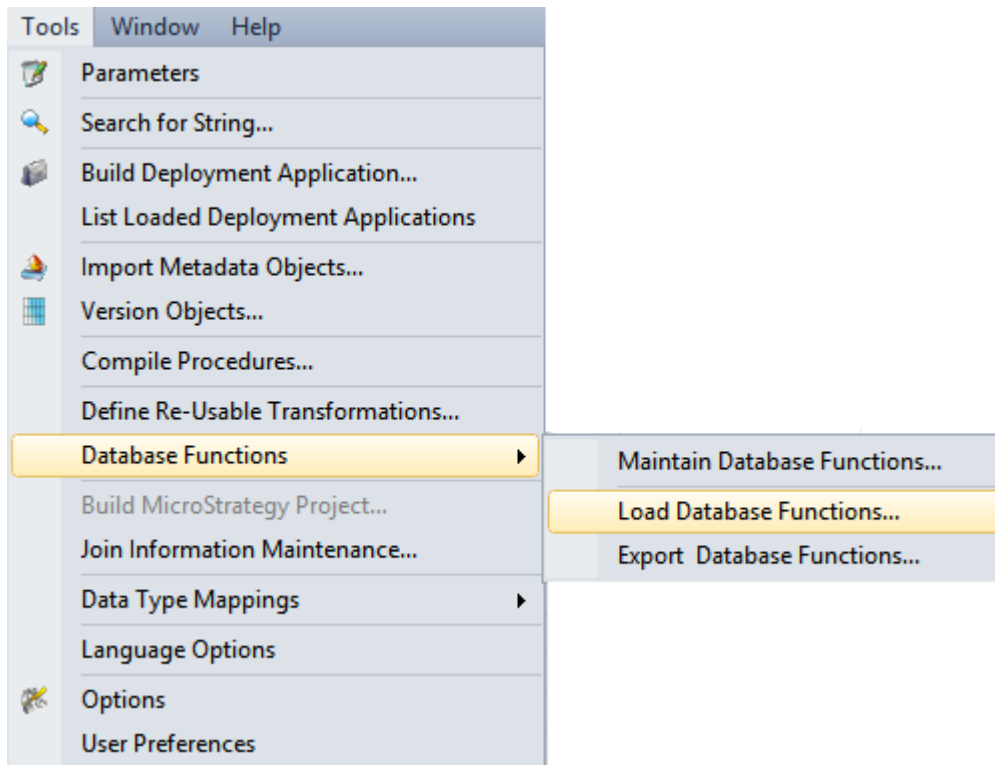 Tools Window Help
Parameters
Search for String...
Build Deployment Application...
List Loaded Deployment Applications
Import Metadata Objects...
Version Objects...
Compile Procedures...
Define Re-Usable Transformations...
Database Functions
Maintain Database Functions...
Build MicroStrategy Project...
Load Database Functions...
Join Information Maintenance...
Export Database Functions...
Data Type Mappings
Language Options
Options
User Preferences